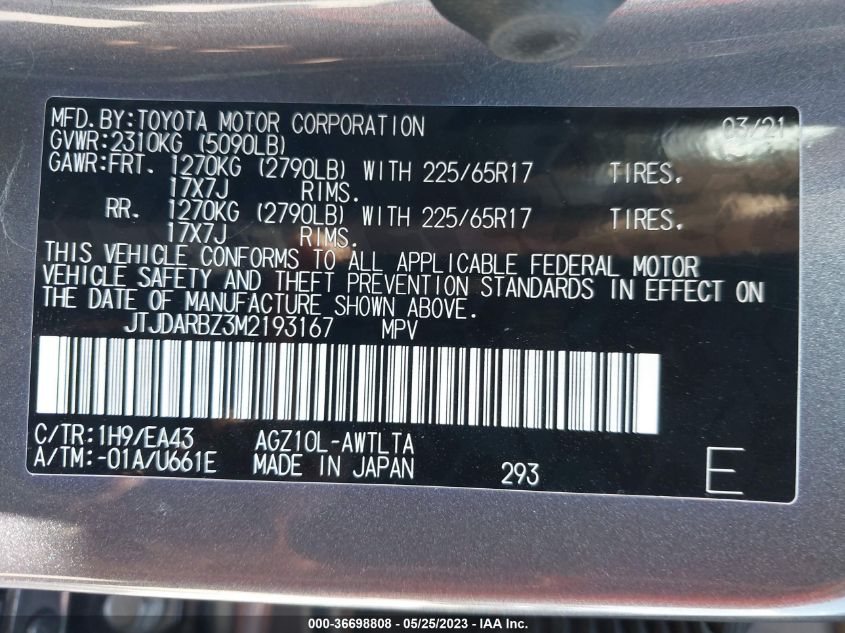 MFD.BY:TOYOTA MOTOR CORPORATION 03/21
GVWR:2310KG (5090LB)
GAWR:FRT. 1270KG (2790LB) WITH 225/65R17 TIRES.
17X7J RIMS.
RR. 1270KG (2790LB) WITH 225/65R17 TIRES.
17X7J RIMS.
THIS VEHICLE CONFORMS TO ALL APPLICABLE FEDERAL MOTOR
VEHICLE SAFETY AND THEFT PREVENTION STANDARDS IN EFFECT ON
THE DATE OF MANUFACTURE SHOWN ABOVE.
JTJDARBZ3M2193167 MPV
C/TR:1H9/EA43 AGZ10L-AWTLTA
A/TM:-01A/U661E MADE IN JAPAN 293 E
000-36698808 - 05/25/2023 - IAA Inc.